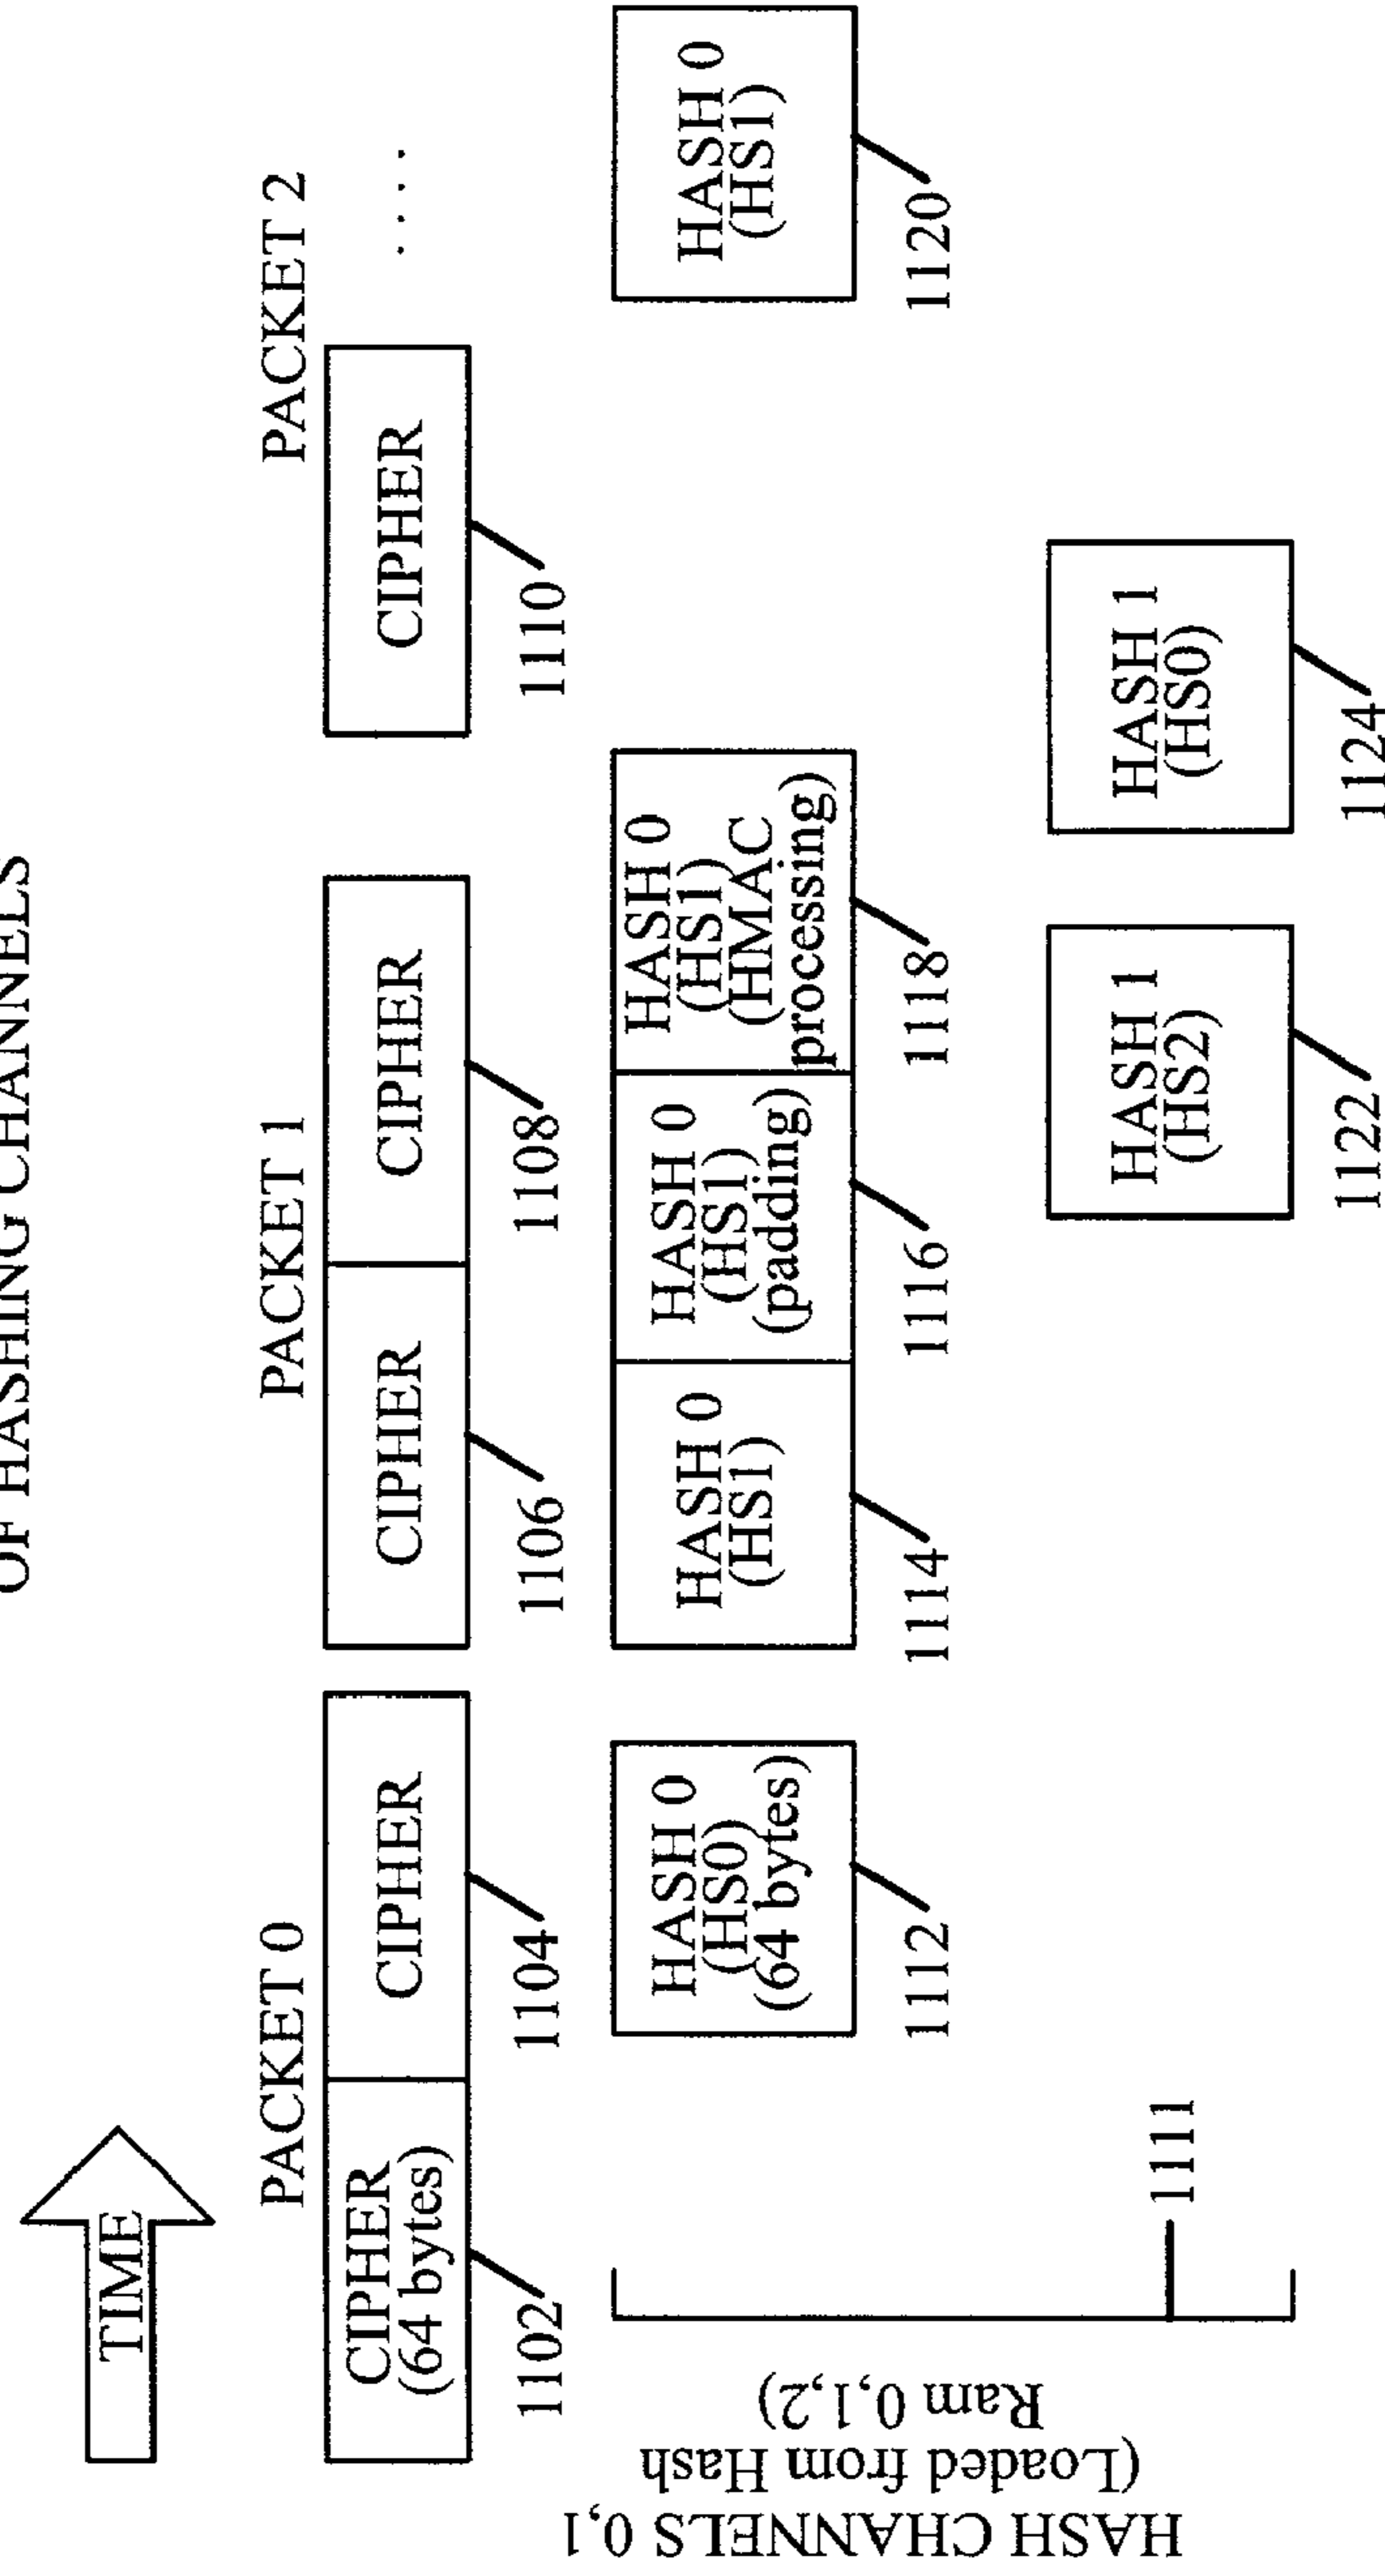 OF HASHING CHANNELS
TIME
PACKET 0
PACKET 1
PACKET 2
CIPHER
(64 bytes)
CIPHER
CIPHER
CIPHER
CIPHER
....
1102
1104
1106
1108
1110
HASH CHANNELS 0,1
(Loaded from Hash
Ram 0,1,2)
1111
HASH 0
(HS0)
(64 bytes)
HASH 0
(HS1)
HASH 0
(HS1)
(padding)
HASH 0
(HS1)
(HMAC
processing)
HASH 0
(HS1)
1112
1114
1116
1118
1120
HASH 1
(HS2)
HASH 1
(HS0)
1122
1124